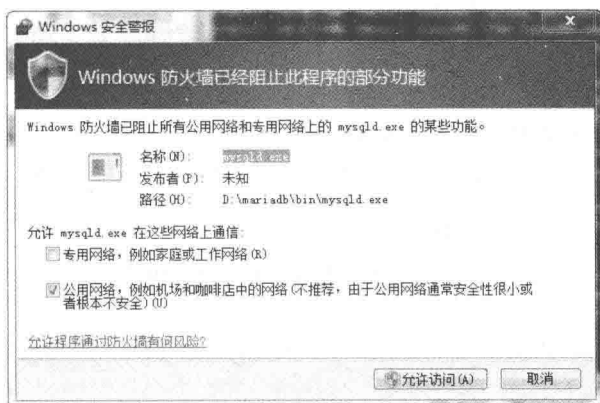 Windows 安全警报
Windows 防火墙已经阻止此程序的部分功能
Windows 防火墙已阻止所有公用网络和专用网络上的 mysqld.exe 的某些功能。
名称(N): mysqld.exe
发布者(P): 未知
路径(H): D:\mariadb\bin\mysqld.exe
允许 mysqld.exe 在这些网络上通信:
专用网络，例如家庭或工作网络(R)
公用网络，例如机场和咖啡店中的网络(不推荐，由于公用网络通常安全性很小或
者根本不安全)(U)
允许程序通过防火墙有何风险?
允许访问(A) 取消